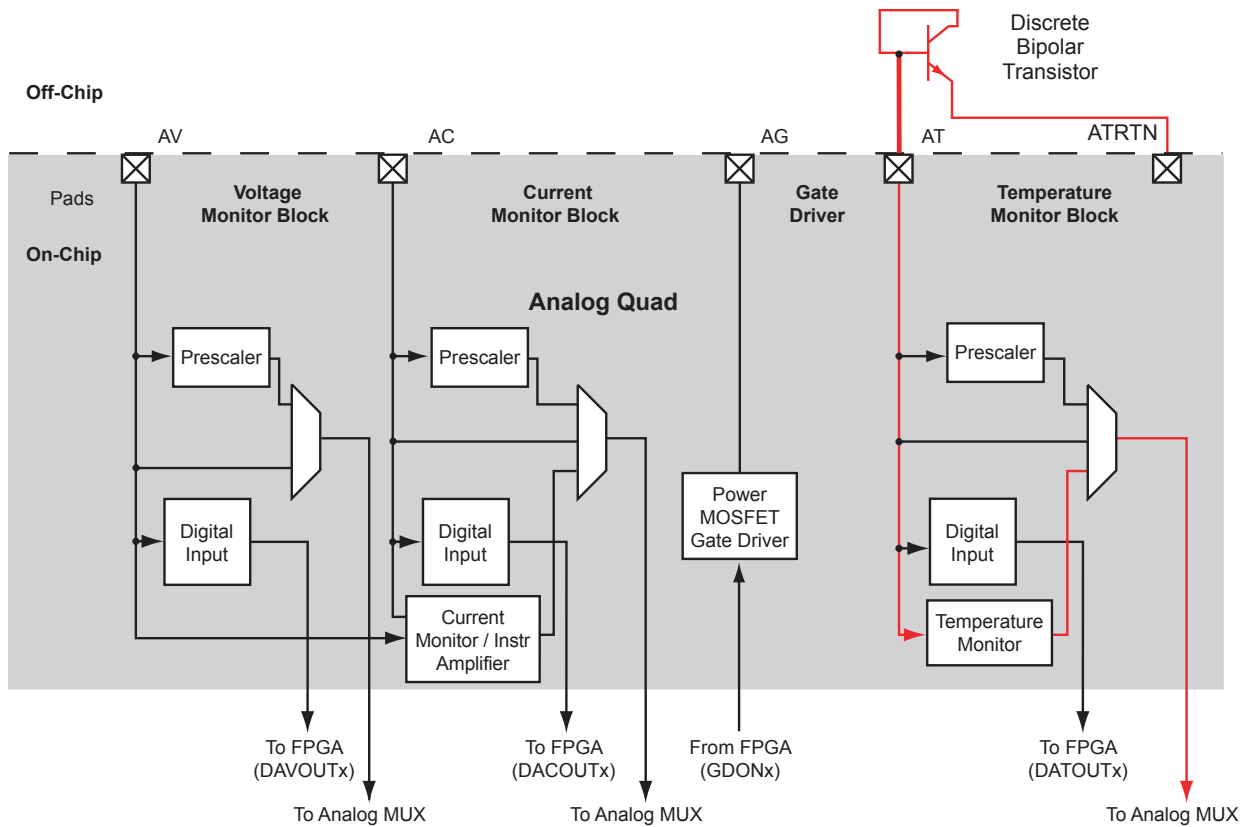 Discrete
Bipolar
Transistor
Off-Chip
AV
AC
AG
AT
ATRTN
Pads
Voltage
Monitor Block
Current
Monitor Block
Gate
Driver
Temperature
Monitor Block
On-Chip
Analog Quad
Prescaler
Prescaler
Prescaler
Digital
Input
Digital
Input
Power
MOSFET
Gate Driver
Digital
Input
Current
Monitor / Instr
Amplifier
Temperature
Monitor
To FPGA
(DAVOUTx)
To FPGA
(DACOUTx)
From FPGA
(GDONx)
To FPGA
(DATOUTx)
To Analog MUX
To Analog MUX
To Analog MUX